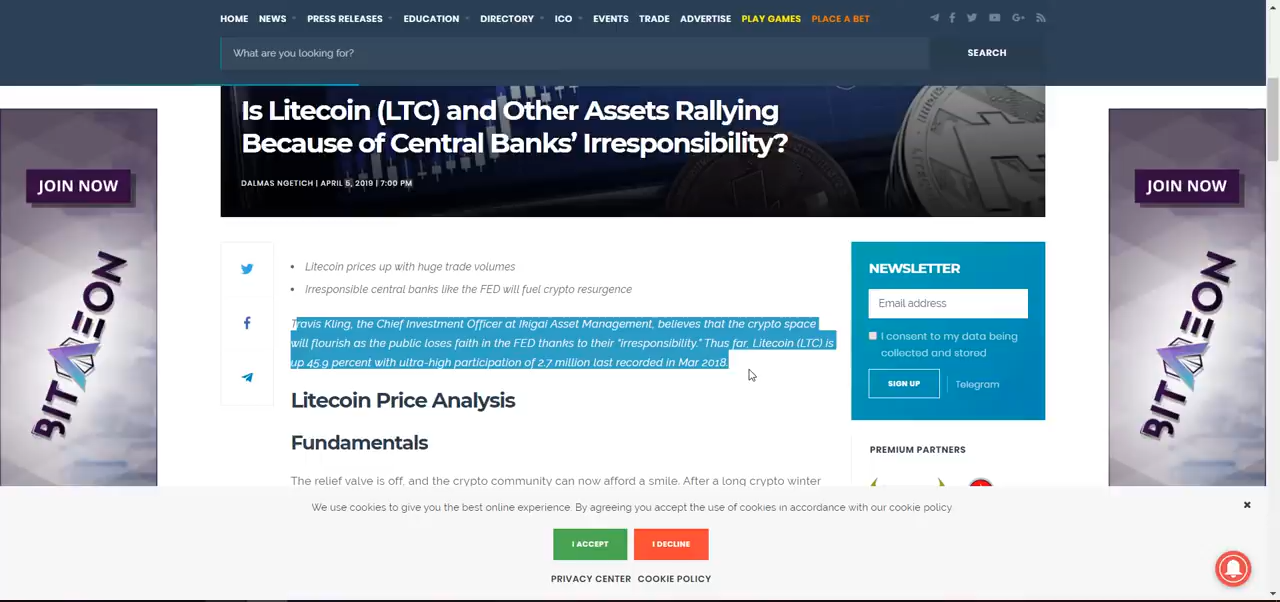 HOME NEWS PRESS RELEASES EDUCATION DIRECTORY ICO EVENTS TRADE ADVERTISE PLAY GAMES PLACE A BET
What are you looking for?
SEARCH
Is Litecoin (LTC) and Other Assets Rallying
Because of Central Banks' Irresponsibility?
DALMAS NGETICH | APRIL 5, 2019 | 7:00 PM
JOIN NOW
BITAEON
• Litecoin prices up with huge trade volumes
• Irresponsible central banks like the FED will fuel crypto resurgence
Travis Kling, the Chief Investment Officer at Ikigai Asset Management, believes that the crypto space
will flourish as the public loses faith in the FED thanks to their "irresponsibility." Thus far, Litecoin (LTC) is
up 45.9 percent with ultra-high participation of 2.7 million last recorded in Mar 2018.
Litecoin Price Analysis
Fundamentals
The relief valve is off, and the crypto community can now afford a smile. After a long crypto winter
NEWSLETTER
Email address
I consent to my data being
collected and stored
SIGN UP
Telegram
PREMIUM PARTNERS
JOIN NOW
BITAEON
We use cookies to give you the best online experience. By agreeing you accept the use of cookies in accordance with our cookie policy.
I ACCEPT
I DECLINE
PRIVACY CENTER COOKIE POLICY